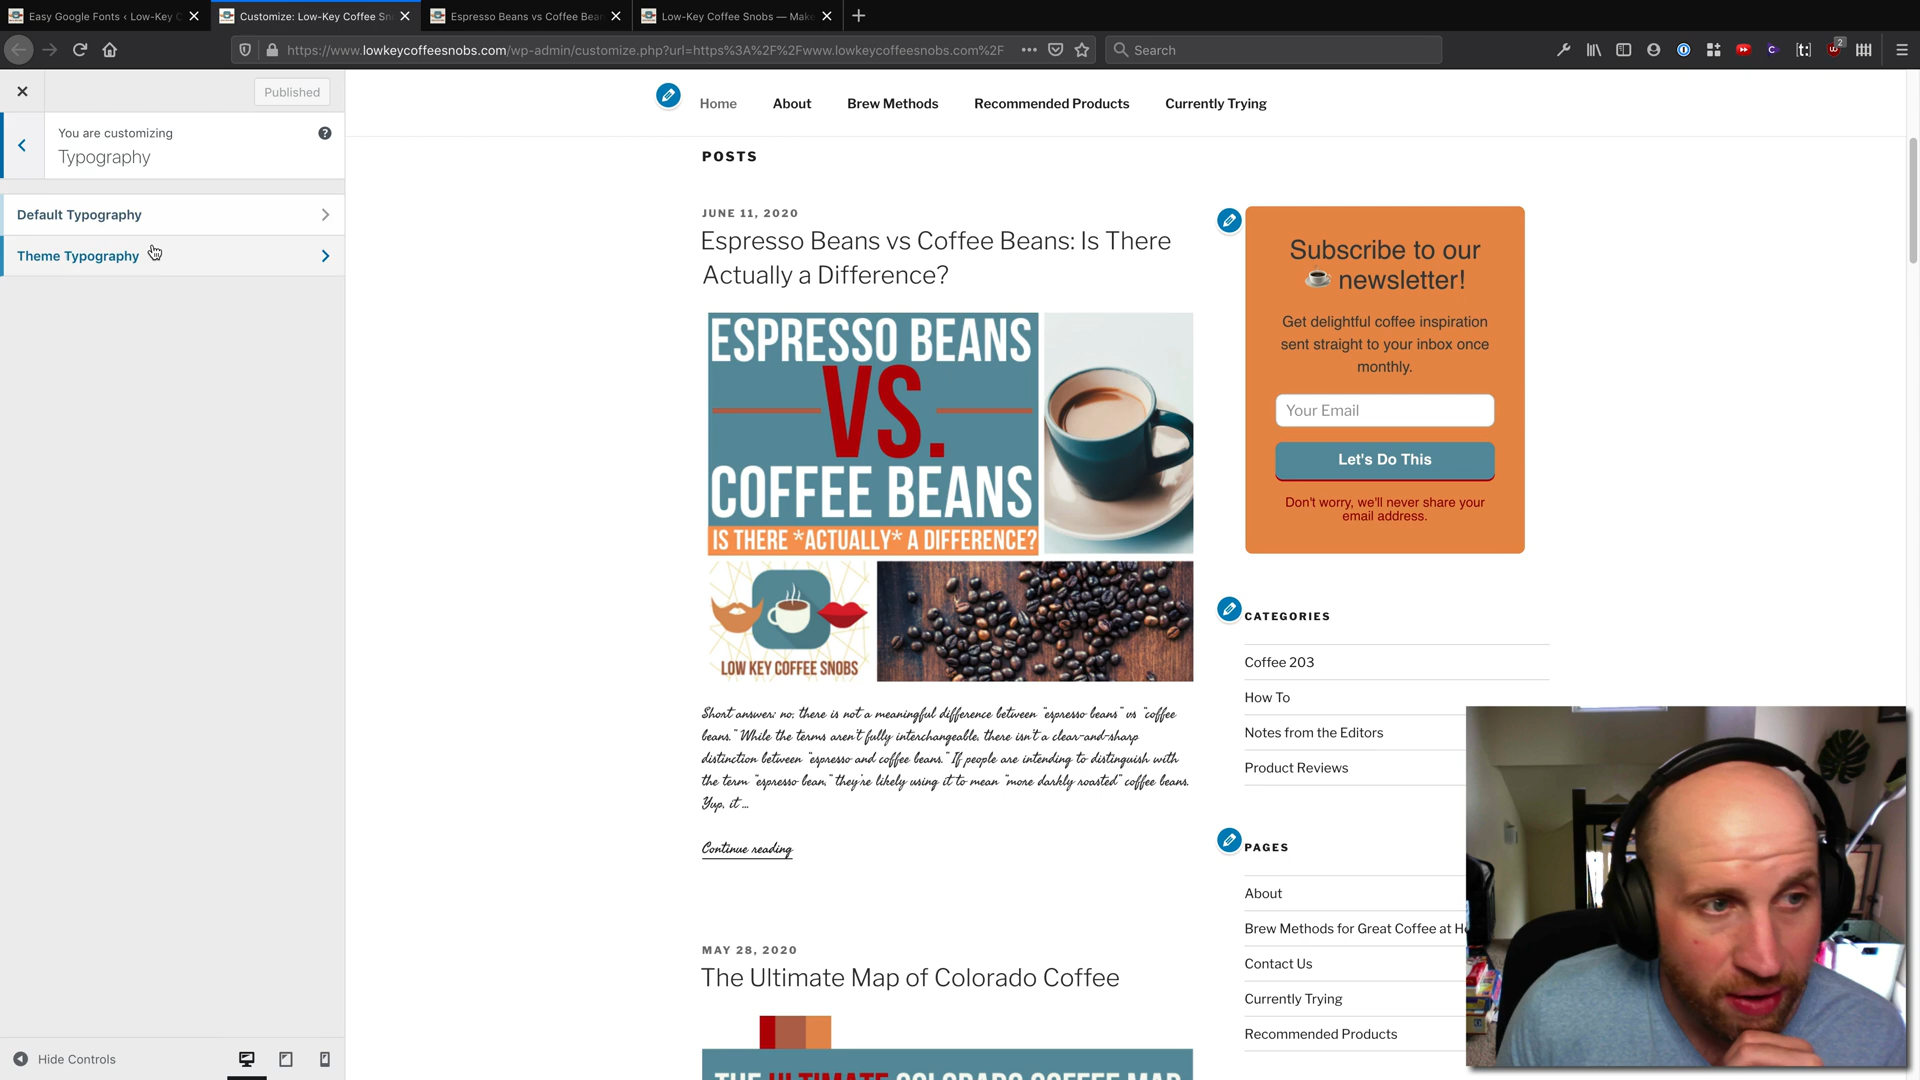 Easy Google Fonts ‹ Low-Key C
Customize: Low-Key Coffee Sn
Espresso Beans vs Coffee Bea
Low-Key Coffee Snobs — Make
https://www.lowkeycoffeesnobs.com/wp-admin/customize.php?url=https%3A%2F%2Fwww.lowkeycoffeesnobs.com%2F
Search
2
Published
You are customizing
Typography
Default Typography
Theme Typography
Hide Controls
Home
About
Brew Methods
Recommended Products
Currently Trying
POSTS
JUNE 11, 2020
Espresso Beans vs Coffee Beans: Is There
Actually a Difference?
ESPRESSO BEANS
VS.
COFFEE BEANS
IS THERE *ACTUALLY* A DIFFERENCE?
LOW KEY COFFEE SNOBS
Short answer: no, there is not a meaningful difference between "espresso beans" vs "coffee
beans." While the terms aren't fully interchangeable, there isn't a clear-and-sharp
distinction between "espresso and coffee beans." If people are intending to distinguish with
the term "espresso bean," they're likely using it to mean "more darkly roasted" coffee beans.
Yup, it ...
Continue reading
MAY 28, 2020
The Ultimate Map of Colorado Coffee
THE ULTIMATE COLORADO COFFEE MAP
Subscribe to our
☕ newsletter!
Get delightful coffee inspiration
sent straight to your inbox once
monthly.
Your Email
Let's Do This
Don't worry, we'll never share your
email address.
CATEGORIES
Coffee 203
How To
Notes from the Editors
Product Reviews
PAGES
About
Brew Methods for Great Coffee at H
Contact Us
Currently Trying
Recommended Products